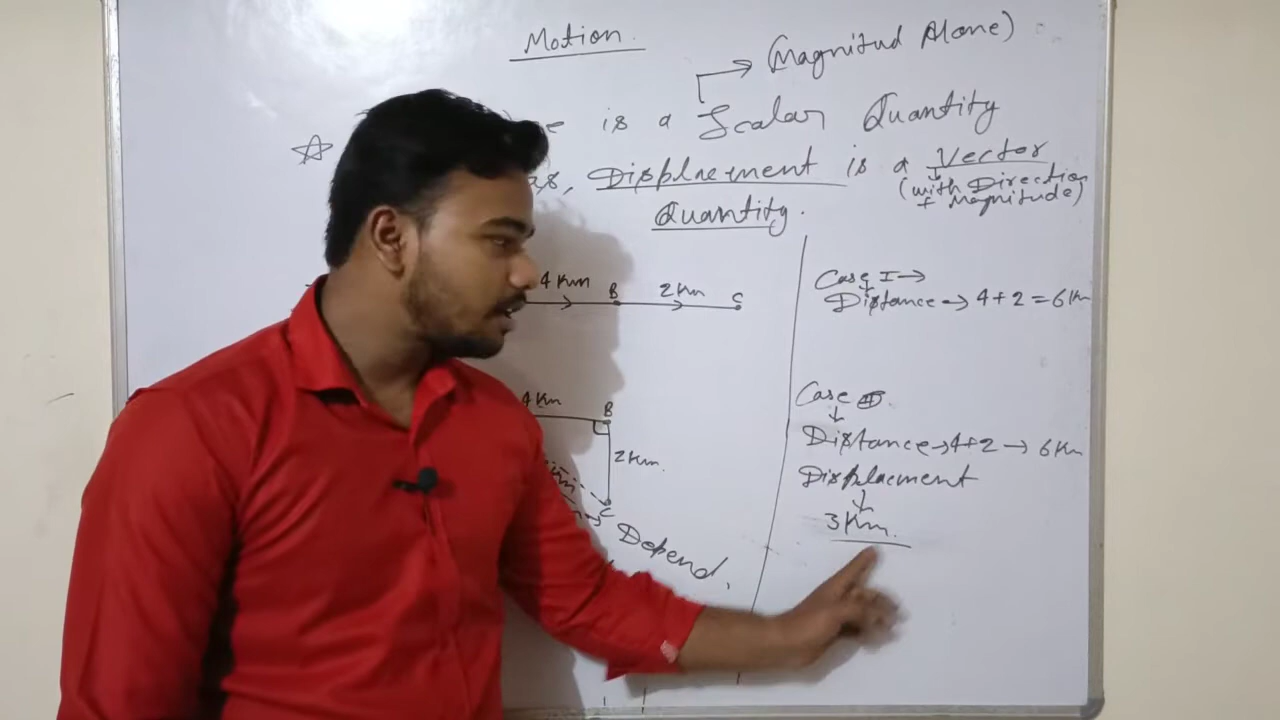 Motion.
(Magnitud Alone)
is a Scalar Quantity
Displacement is a Vector
(with Direction
+ Magnitude)
Quantity.
4 Km B 2 Km C
Case I →
Distance → 4 + 2 = 6 Km
4 Km B
2 Km.
C
Depend,
Case II.
Distance → 4+2 → 6 Km
Displacement
3 Km.